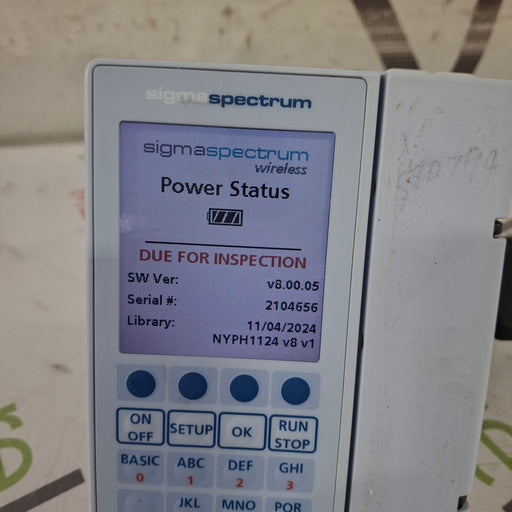 sigmaspectrum
sigmaspectrum
wireless
Power Status
DUE FOR INSPECTION
SW Ver: v8.00.05
Serial #: 2104656
Library: 11/04/2024
NYPH1124 v8 v1
ON OFF SETUP OK RUN STOP
BASIC ABC DEF GHI
0 1 2 3
JKL MNO PQR